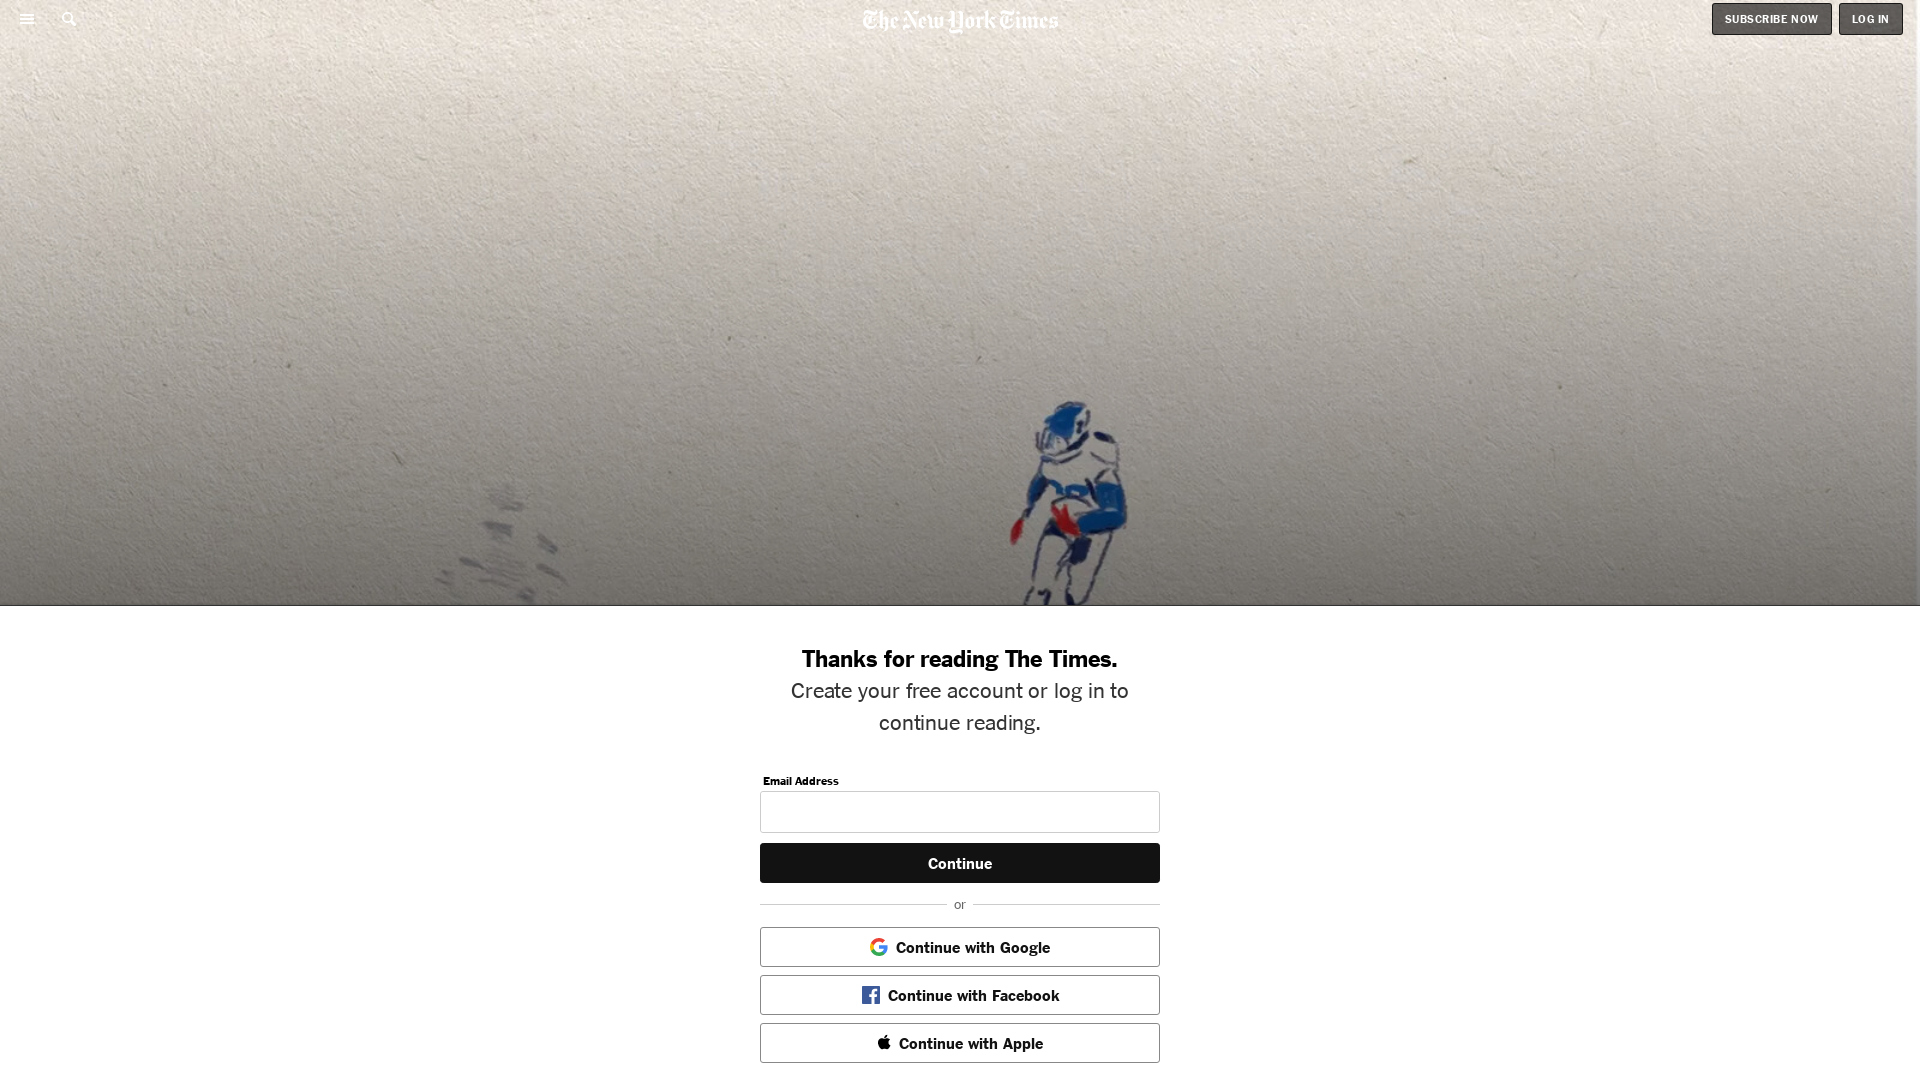 The New York Times
SUBSCRIBE NOW
LOG IN
Thanks for reading The Times.
Create your free account or log in to
continue reading.
Email Address
Continue
or
Continue with Google
Continue with Facebook
Continue with Apple